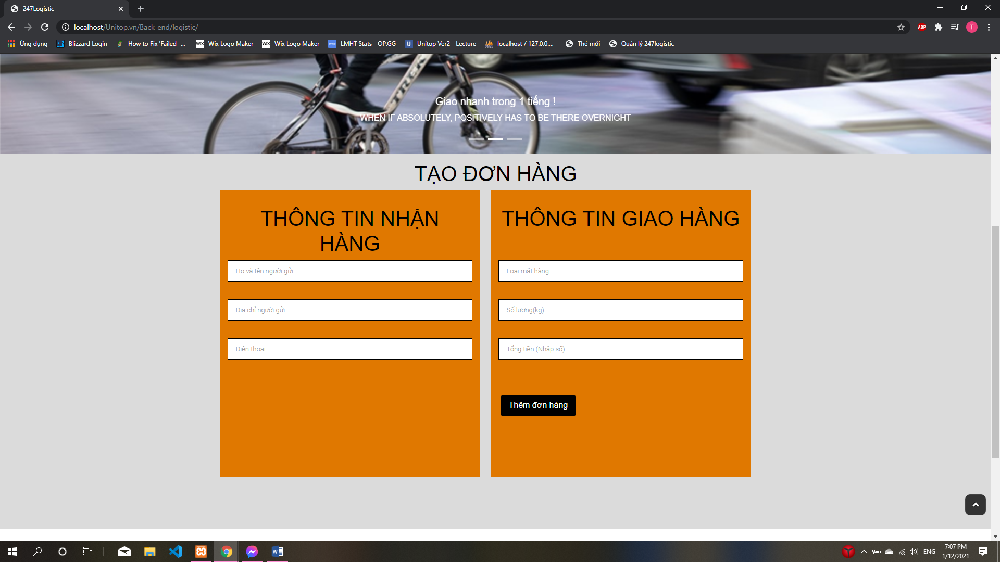 247Logistic
localhost/Unitop.vn/Back-end/logistic/
ABP
T
Ứng dụng
Blizzard Login
How to Fix 'Failed -...
WIX Wix Logo Maker
WIX Wix Logo Maker
LMHT Stats - OP.GG
U Unitop Ver2 - Lecture
localhost / 127.0.0....
Thẻ mới
Quản lý 247logistic
TREK
Giao nhanh trong 1 tiếng !
WHEN IF ABSOLUTELY, POSITIVELY HAS TO BE THERE OVERNIGHT
TẠO ĐƠN HÀNG
THÔNG TIN NHẬN
HÀNG
Họ và tên người gửi
Địa chỉ người gửi
Điện thoại
THÔNG TIN GIAO HÀNG
Loại mặt hàng
Số lượng(kg)
Tổng tiền (Nhập số)
Thêm đơn hàng
ENG
7:07 PM
1/12/2021